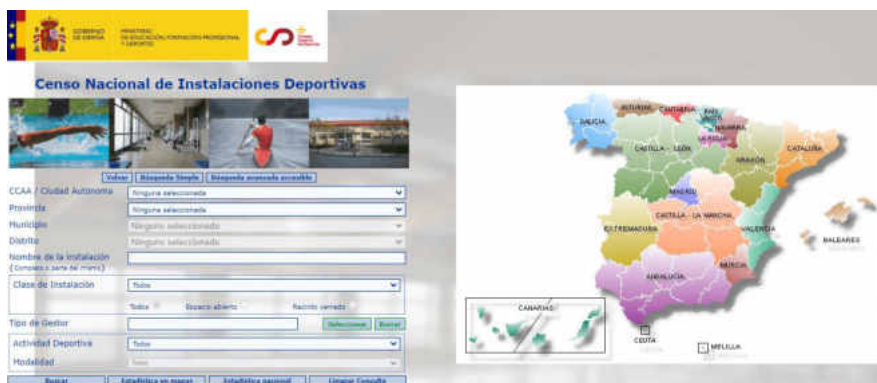 GOBIERNO
DE ESPAÑA
MINISTERIO
DE EDUCACIÓN, FORMACIÓN PROFESIONAL
Y DEPORTES
Censo Nacional de Instalaciones Deportivas
Volver Búsqueda Simple Búsqueda avanzada accesible
CCAA / Ciudad Autonoma
Ninguna seleccionada
Provincia
Ninguna seleccionada
Municipio
Ninguno seleccionado
Distrito
Ninguno seleccionado
Nombre de la instalación
(Completo o parte del mismo)
Clase de Instalación
Todos
Todos Espacio abierto Recinto cerrado
Tipo de Gestor
Seleccionar Borrar
Actividad Deportiva
Todas
Modalidad
Buscar Estadística en mapas Estadística nacional Limpiar Consulta
GALICIA
ASTURIAS
CANTABRIA
PAIS
VASCO
NAVARRA
LA RIOJA
CASTILLA - LEÓN
ARAGÓN
CATALUÑA
MADRID
CASTILLA - LA MANCHA
EXTREMADURA
VALENCIA
BALEARES
ANDALUCÍA
MURCIA
CANARIAS
CEUTA
MELILLA